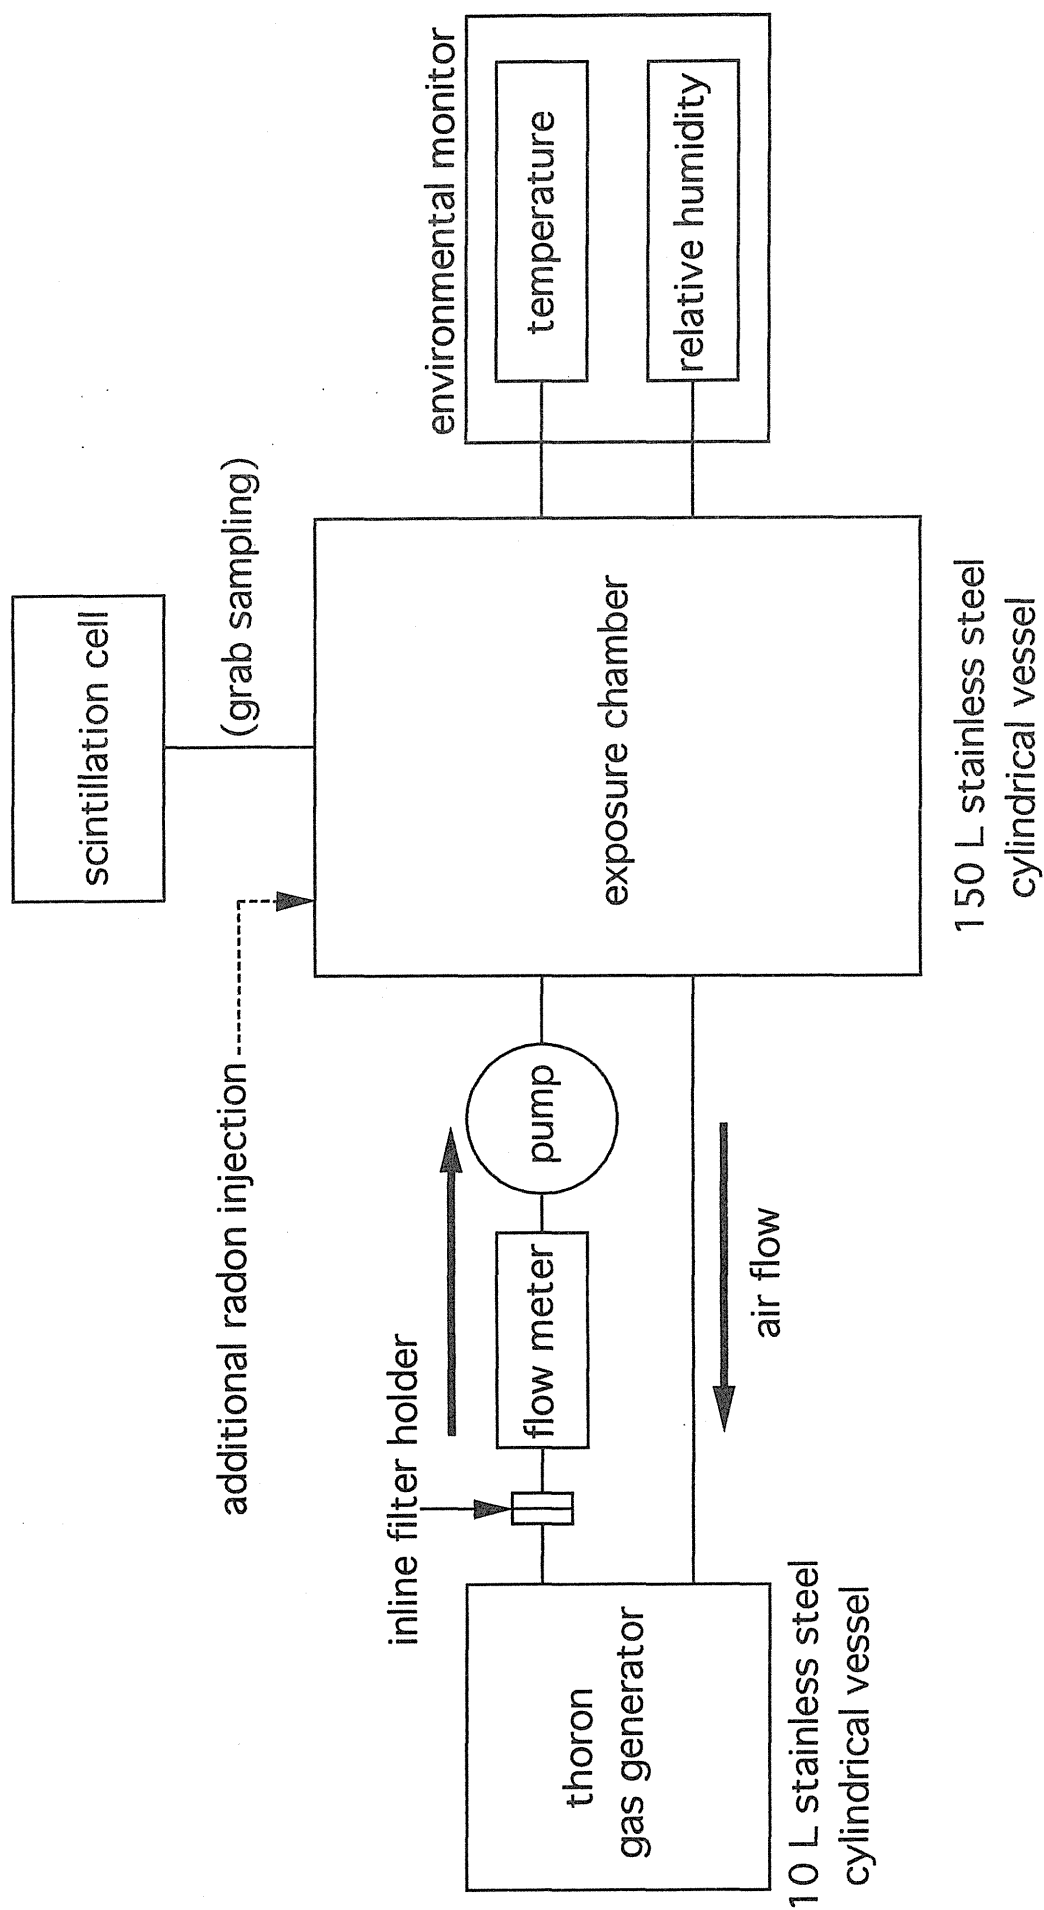 scintillation cell
(grab sampling)
additional radon injection
environmental monitor
temperature
relative humidity
inline filter holder
thoron
gas generator
flow meter
pump
exposure chamber
air flow
10 L stainless steel
cylindrical vessel
150 L stainless steel
cylindrical vessel